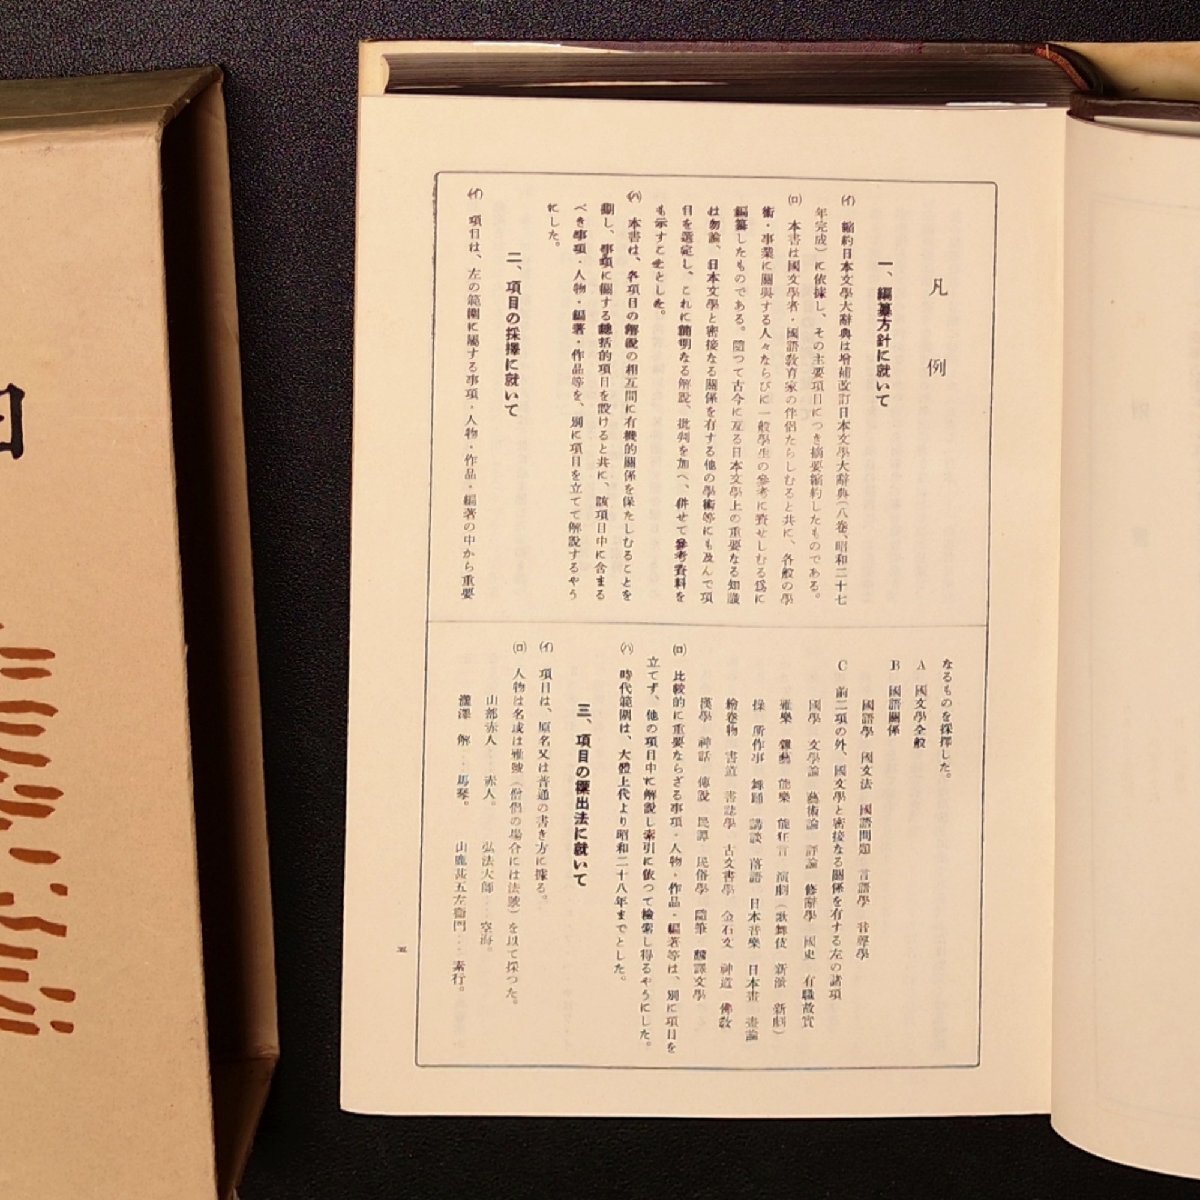 凡例
一、編纂方針に就いて
(イ) 縮約日本文學大辭典は増補改訂日本文學大辭典(八卷、昭和二十七
年完成)に依據し、その主要項目につき摘要縮約したものである。
(ロ) 本書は國文學者・國語教育家の伴侶たらしむると共に、各般の學
術・事業に關與する人々ならびに一般學生の參考に資せしむる爲に
編纂したものである。隨つて古今に亙る日本文學上の重要なる知識
は勿論、日本文學と密接なる關係を有する他の學術等にも及んで項
目を選定し、これに簡明なる解說、批判を加へ、併せて參考資料を
も示すこととした。
(ハ) 本書は、各項目の解說の相互間に有機的關係を保たしむることを
劃し、事項に關する總括的項目を設けると共に、該項目中に含まる
べき事項・人物・編著・作品等を、別に項目を立てて解說するやう
にした。
二、項目の採擇に就いて
(イ) 項目は、左の範圍に屬する事項・人物・作品・編著の中から重要
なるものを採擇した。
A 國文學全般
B 國語關係
國語學 國文法 國語問題 言語學 音聲學
C 前二項の外、國文學と密接なる關係を有する左の諸項
國學 文學論 藝術論 評論 修辭學 國史 有職故實
雅樂 雜藝 能樂 能狂言 演劇(歌舞伎 新派 新劇)
操 所作事 舞踊 講談 落語 日本音樂 日本畫 畫論
繪卷物 書道 書誌學 古文書學 金石文 神道 佛敎
漢學 神話 傳說 民譚 民俗學 隨筆 飜譯文學
(ロ) 比較的に重要ならざる事項・人物・作品・編著等は、別に項目を
立てず、他の項目中に解說し索引に依つて檢索し得るやうにした。
(ハ) 時代範圍は、大體上代より昭和二十八年までとした。
三、項目の標出法に就いて
(イ) 項目は、原名又は普通の書き方に據る。
(ロ) 人物は名或は雅號(僧侶の場合には法號)を以て採つた。
山部赤人…赤人。 弘法大師…空海。
瀧澤 解…馬琴。 山鹿甚五左衞門…素行。
五